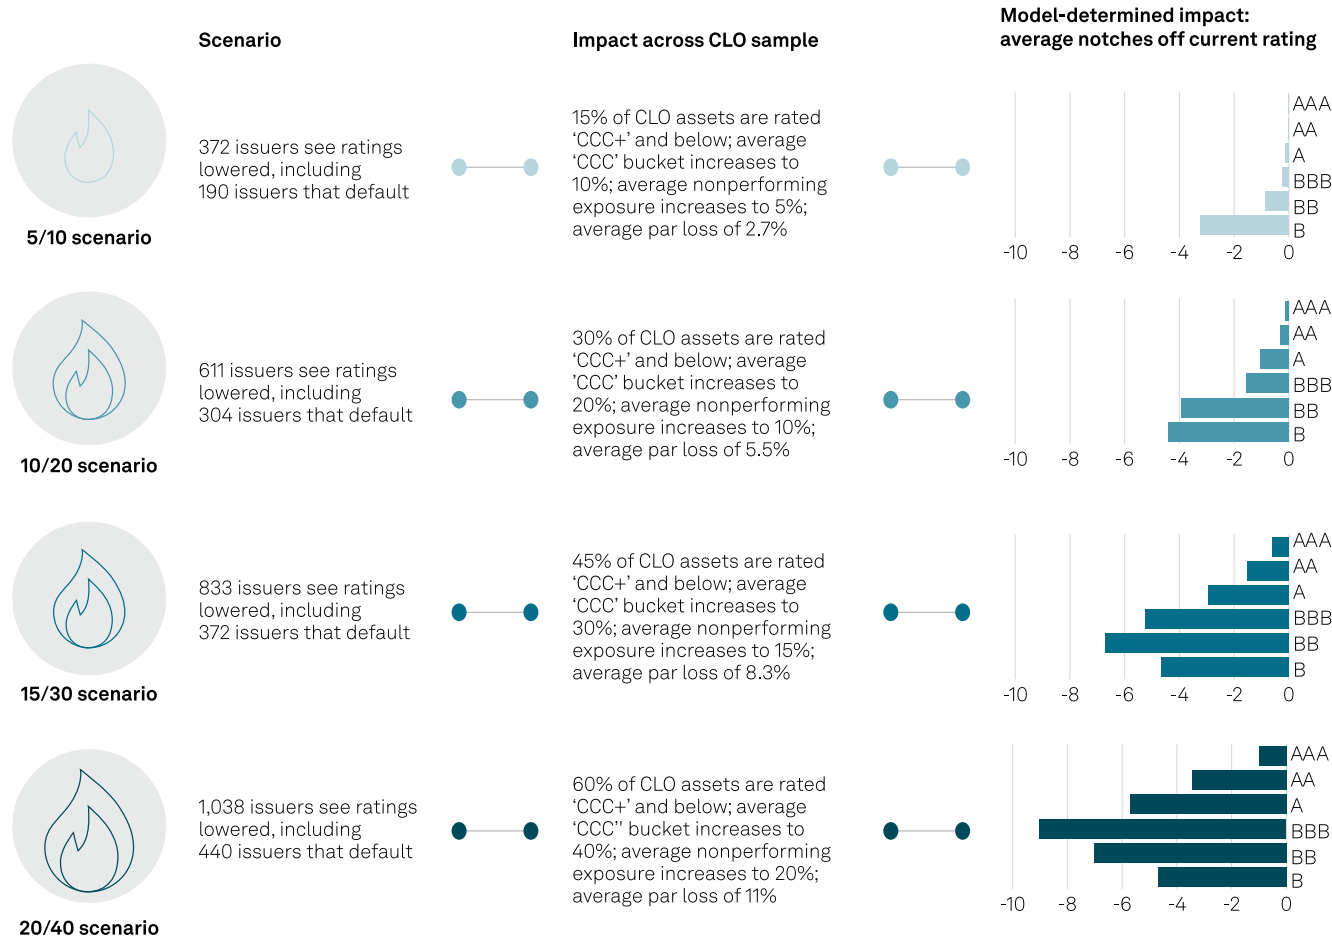 Scenario
Impact across CLO sample
Model-determined impact:
average notches off current rating
5/10 scenario
372 issuers see ratings
lowered, including
190 issuers that default
15% of CLO assets are rated
‘CCC+’ and below; average
‘CCC’ bucket increases to
10%; average nonperforming
exposure increases to 5%;
average par loss of 2.7%
AAA
AA
A
BBB
BB
B
-10 -8 -6 -4 -2 0
10/20 scenario
611 issuers see ratings
lowered, including
304 issuers that default
30% of CLO assets are rated
‘CCC+’ and below; average
’CCC’ bucket increases to
20%; average nonperforming
exposure increases to 10%;
average par loss of 5.5%
AAA
AA
A
BBB
BB
B
-10 -8 -6 -4 -2 0
15/30 scenario
833 issuers see ratings
lowered, including
372 issuers that default
45% of CLO assets are rated
‘CCC+’ and below; average
‘CCC’ bucket increases to
30%; average nonperforming
exposure increases to 15%;
average par loss of 8.3%
AAA
AA
A
BBB
BB
B
-10 -8 -6 -4 -2 0
20/40 scenario
1,038 issuers see ratings
lowered, including
440 issuers that default
60% of CLO assets are rated
‘CCC+’ and below; average
‘CCC’’ bucket increases to
40%; average nonperforming
exposure increases to 20%;
average par loss of 11%
AAA
AA
A
BBB
BB
B
-10 -8 -6 -4 -2 0